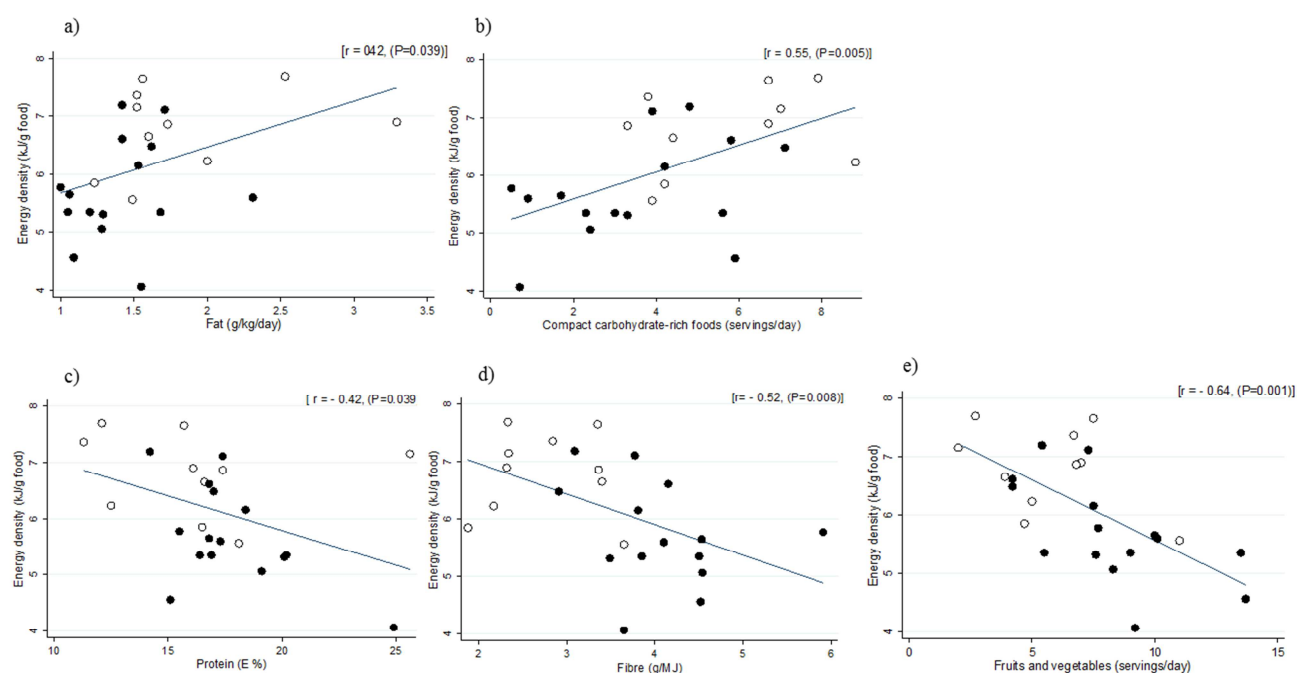 a)
[r = 042, (P=0.039)]
Energy density (kJ/g food)
8
7
6
5
4
1 1.5 2 2.5 3 3.5
Fat (g/kg/day)
b)
[r = 0.55, (P=0.005)]
Energy density (kJ/g food)
8
7
6
5
4
0 2 4 6 8
Compact carbohydrate-rich foods (servings/day)
c)
[ r = - 0.42, (P=0.039
Energy density (kJ/g food)
8
7
6
5
4
10 15 20 25
Protein (E %)
d)
[r= - 0.52, (P=0.008)]
Energy density (kJ/g food)
8
7
6
5
4
2 3 4 5 6
Fibre (g/MJ)
e)
[r = - 0.64, (P=0.001)]
Energy density (kJ/g food)
8
7
6
5
4
0 5 10 15
Fruits and vegetables (servings/day)